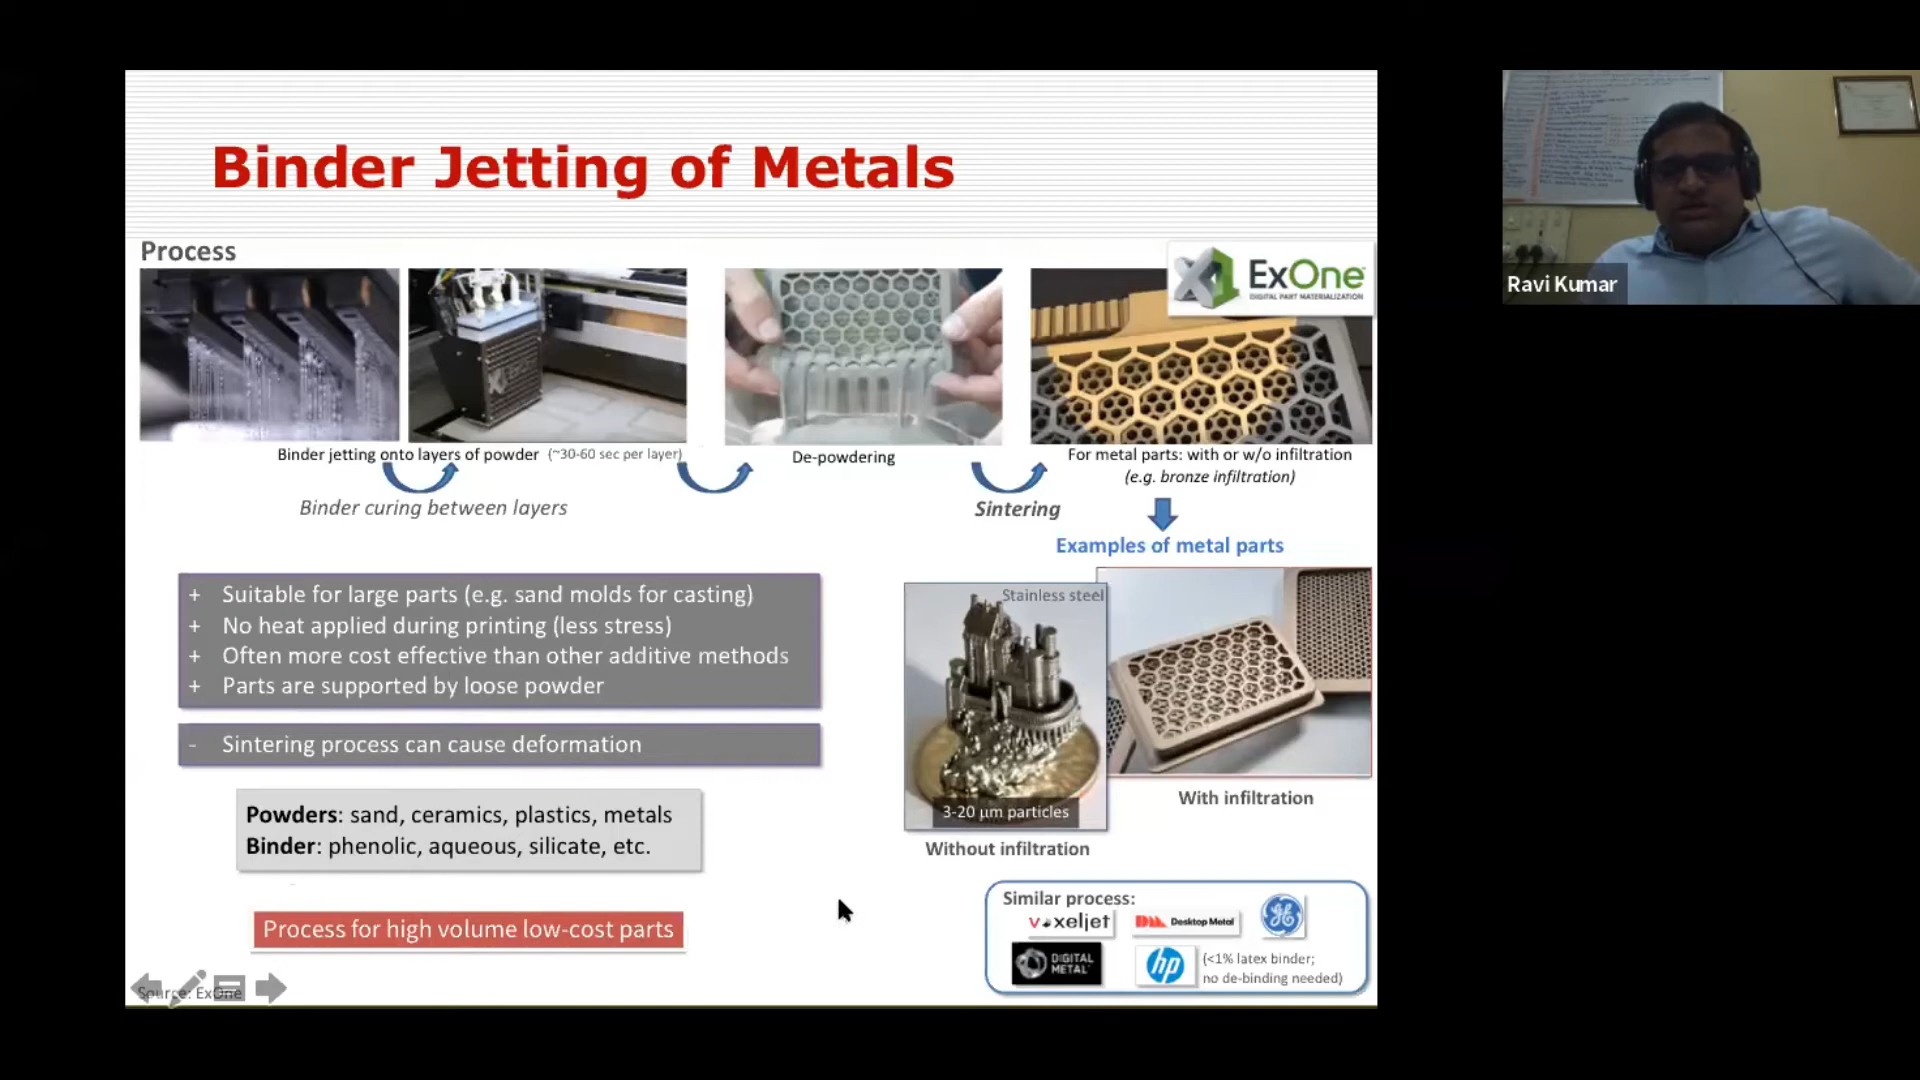 Binder Jetting of Metals
Process
ExOne
DIGITAL PART MATERIALIZATION
Binder jetting onto layers of powder (~30-60 sec per layer)
Binder curing between layers
De-powdering
Sintering
For metal parts: with or w/o infiltration
(e.g. bronze infiltration)
Examples of metal parts
+ Suitable for large parts (e.g. sand molds for casting)
+ No heat applied during printing (less stress)
+ Often more cost effective than other additive methods
+ Parts are supported by loose powder
- Sintering process can cause deformation
Powders: sand, ceramics, plastics, metals
Binder: phenolic, aqueous, silicate, etc.
Process for high volume low-cost parts
Stainless steel
3-20 µm particles
Without infiltration
With infiltration
Similar process:
voxeljet
DM Desktop Metal
GE
DIGITAL
METAL
hp
(<1% latex binder;
no de-binding needed)
Source: ExOne
Ravi Kumar